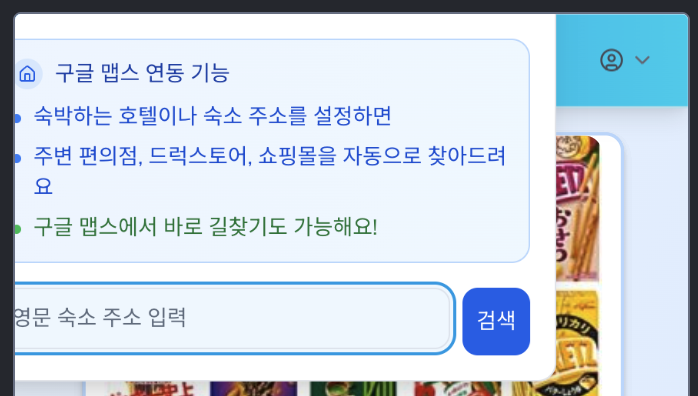 구글 맵스 연동 기능
숙박하는 호텔이나 숙소 주소를 설정하면
주변 편의점, 드럭스토어, 쇼핑몰을 자동으로 찾아드려
요
구글 맵스에서 바로 길찾기도 가능해요!
영문 숙소 주소 입력
검색
おさつ